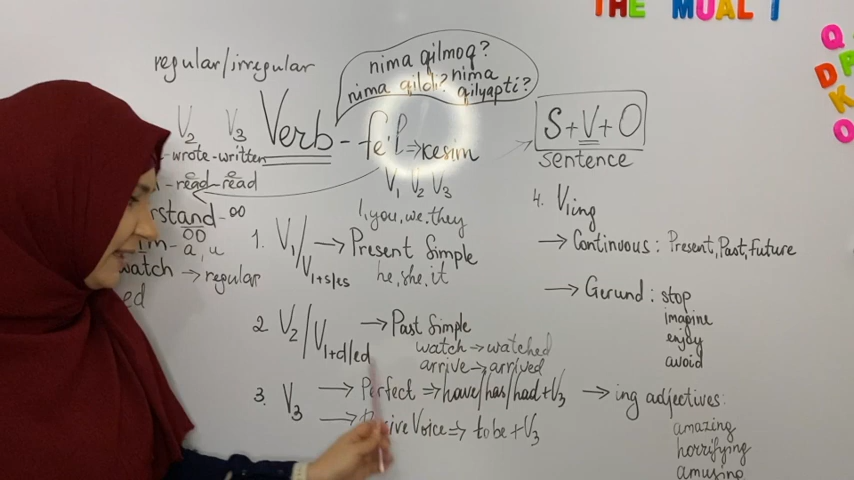 THE MUAL
regular/irregular
nima qilmoq?
nima qildi? nima qilyapti?
V2 V3
Verb - fe'l => kesim
S+V+O
sentence
wrote-written
read-read
V1 V2 V3
I, you, we, they
1. V1/V1+s/es → Present Simple
he, she, it
a, u
watch → regular
ed
2 V2/V1+d/ed → Past Simple
watch → watched
arrive → arrived
3. V3 → Perfect => have/has/had+V3
Voice => to be + V3
4. Ving
→ Continuous: Present, Past, Future
→ Gerund: stop
imagine
enjoy
avoid
→ ing adjectives:
amazing
horrifying
amusing